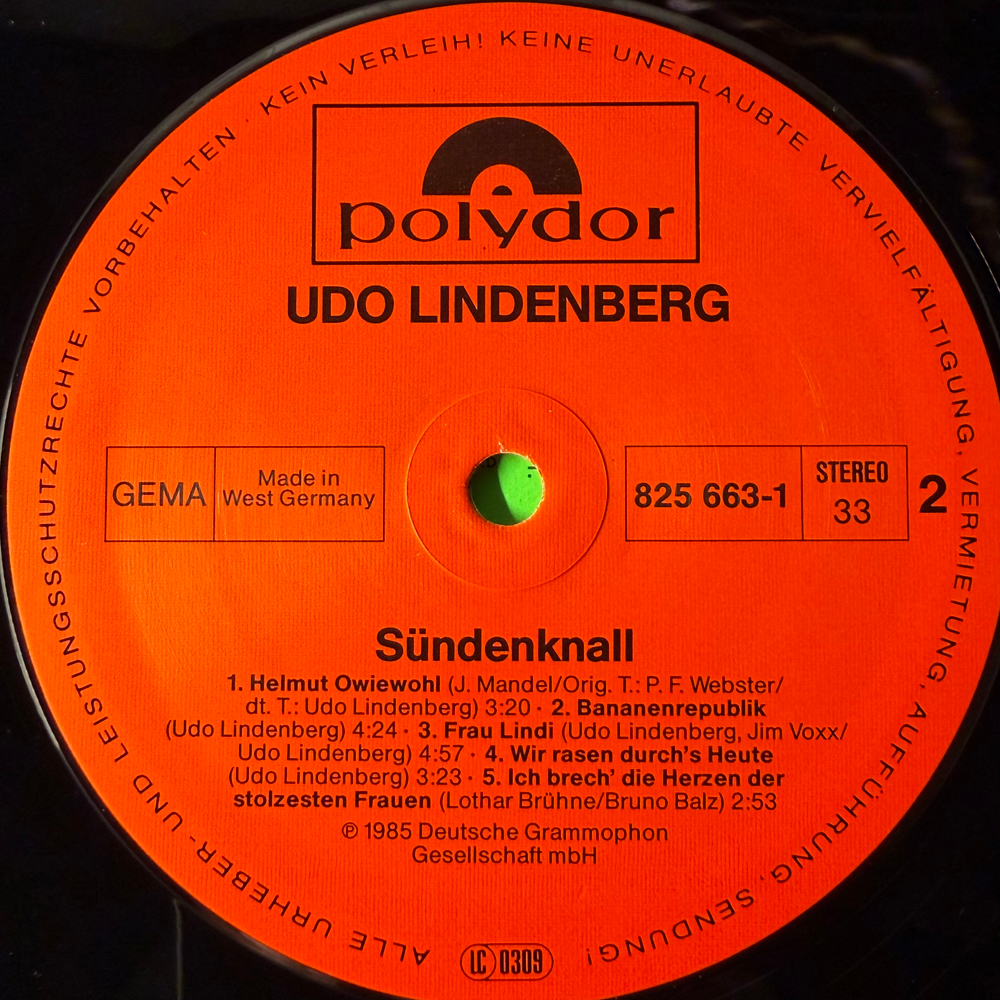 ALLE URHEBER- UND LEISTUNGSSCHUTZRECHTE VORBEHALTEN · KEIN VERLEIH! KEINE UNERLAUBTE VERVIELFÄLTIGUNG, VERMIETUNG, AUFFÜHRUNG, SENDUNG!
polydor
UDO LINDENBERG
GEMA
Made in
West Germany
825 663-1
STEREO
33
2
Sündenknall
1. Helmut Owiewohl (J. Mandel/Orig. T.: P. F. Webster/
dt. T.: Udo Lindenberg) 3:20 · 2. Bananenrepublik
(Udo Lindenberg) 4:24 · 3. Frau Lindi (Udo Lindenberg, Jim Voxx/
Udo Lindenberg) 4:57 · 4. Wir rasen durch's Heute
(Udo Lindenberg) 3:23 · 5. Ich brech' die Herzen der
stolzesten Frauen (Lothar Brühne/Bruno Balz) 2:53
℗ 1985 Deutsche Grammophon
Gesellschaft mbH
LC 0309